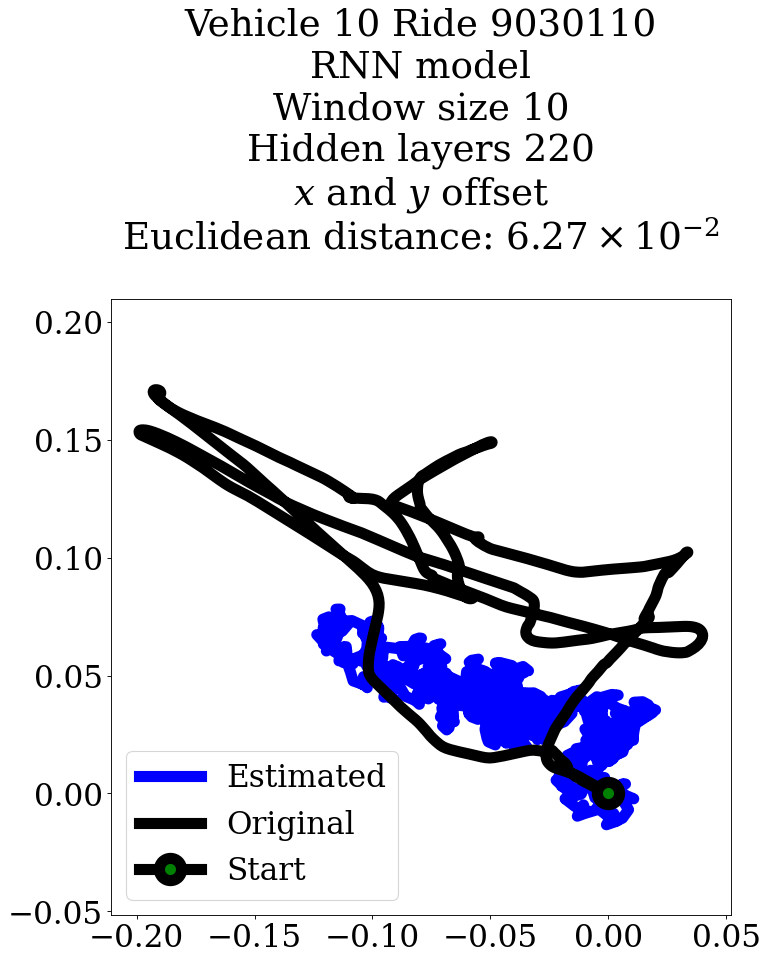 Vehicle 10 Ride 9030110
RNN model
Window size 10
Hidden layers 220
x and y offset
Euclidean distance: 6.27 × 10⁻²
0.20
0.15
0.10
0.05
0.00
−0.05
Estimated
Original
Start
−0.20 −0.15 −0.10 −0.05 0.00 0.05